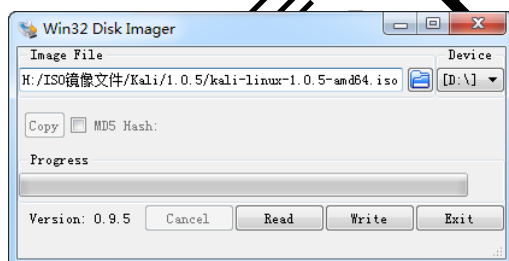 Win32 Disk Imager
Image File Device
H:/ISO镜像文件/Kali/1.0.5/kali-linux-1.0.5-amd64.iso [D:\]
Copy MD5 Hash:
Progress
Version: 0.9.5 Cancel Read Write Exit